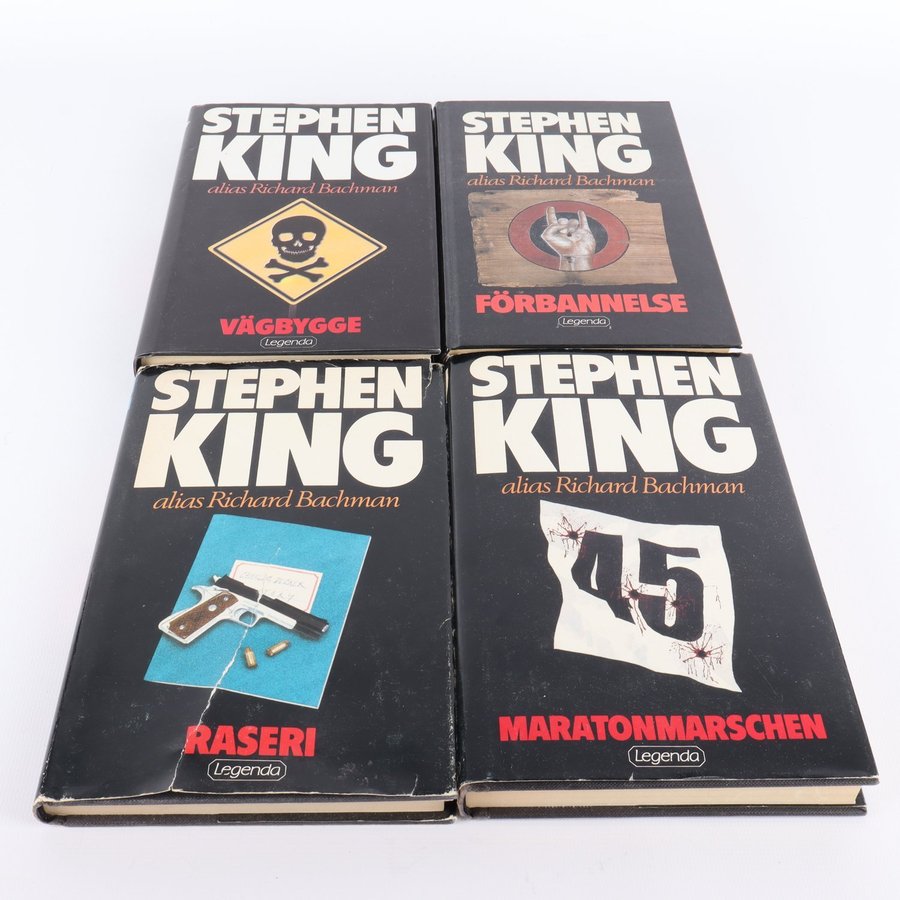 STEPHEN
KING
alias Richard Bachman
VÄGBYGGE
Legenda
STEPHEN
KING
alias Richard Bachman
FÖRBANNELSE
Legenda
STEPHEN
KING
alias Richard Bachman
RASERI
Legenda
STEPHEN
KING
alias Richard Bachman
45
MARATONMARSCHEN
Legenda